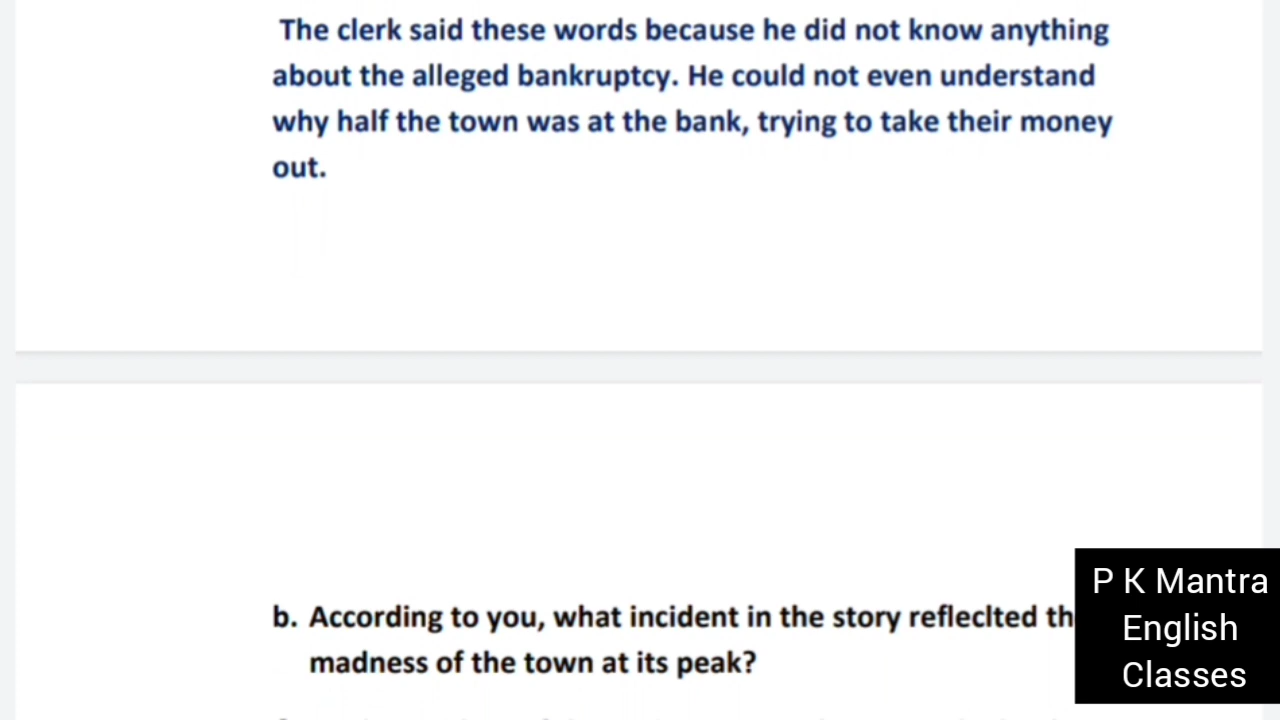 The clerk said these words because he did not know anything
about the alleged bankruptcy. He could not even understand
why half the town was at the bank, trying to take their money
out.
b. According to you, what incident in the story refleclted th
madness of the town at its peak?
P K Mantra
English
Classes